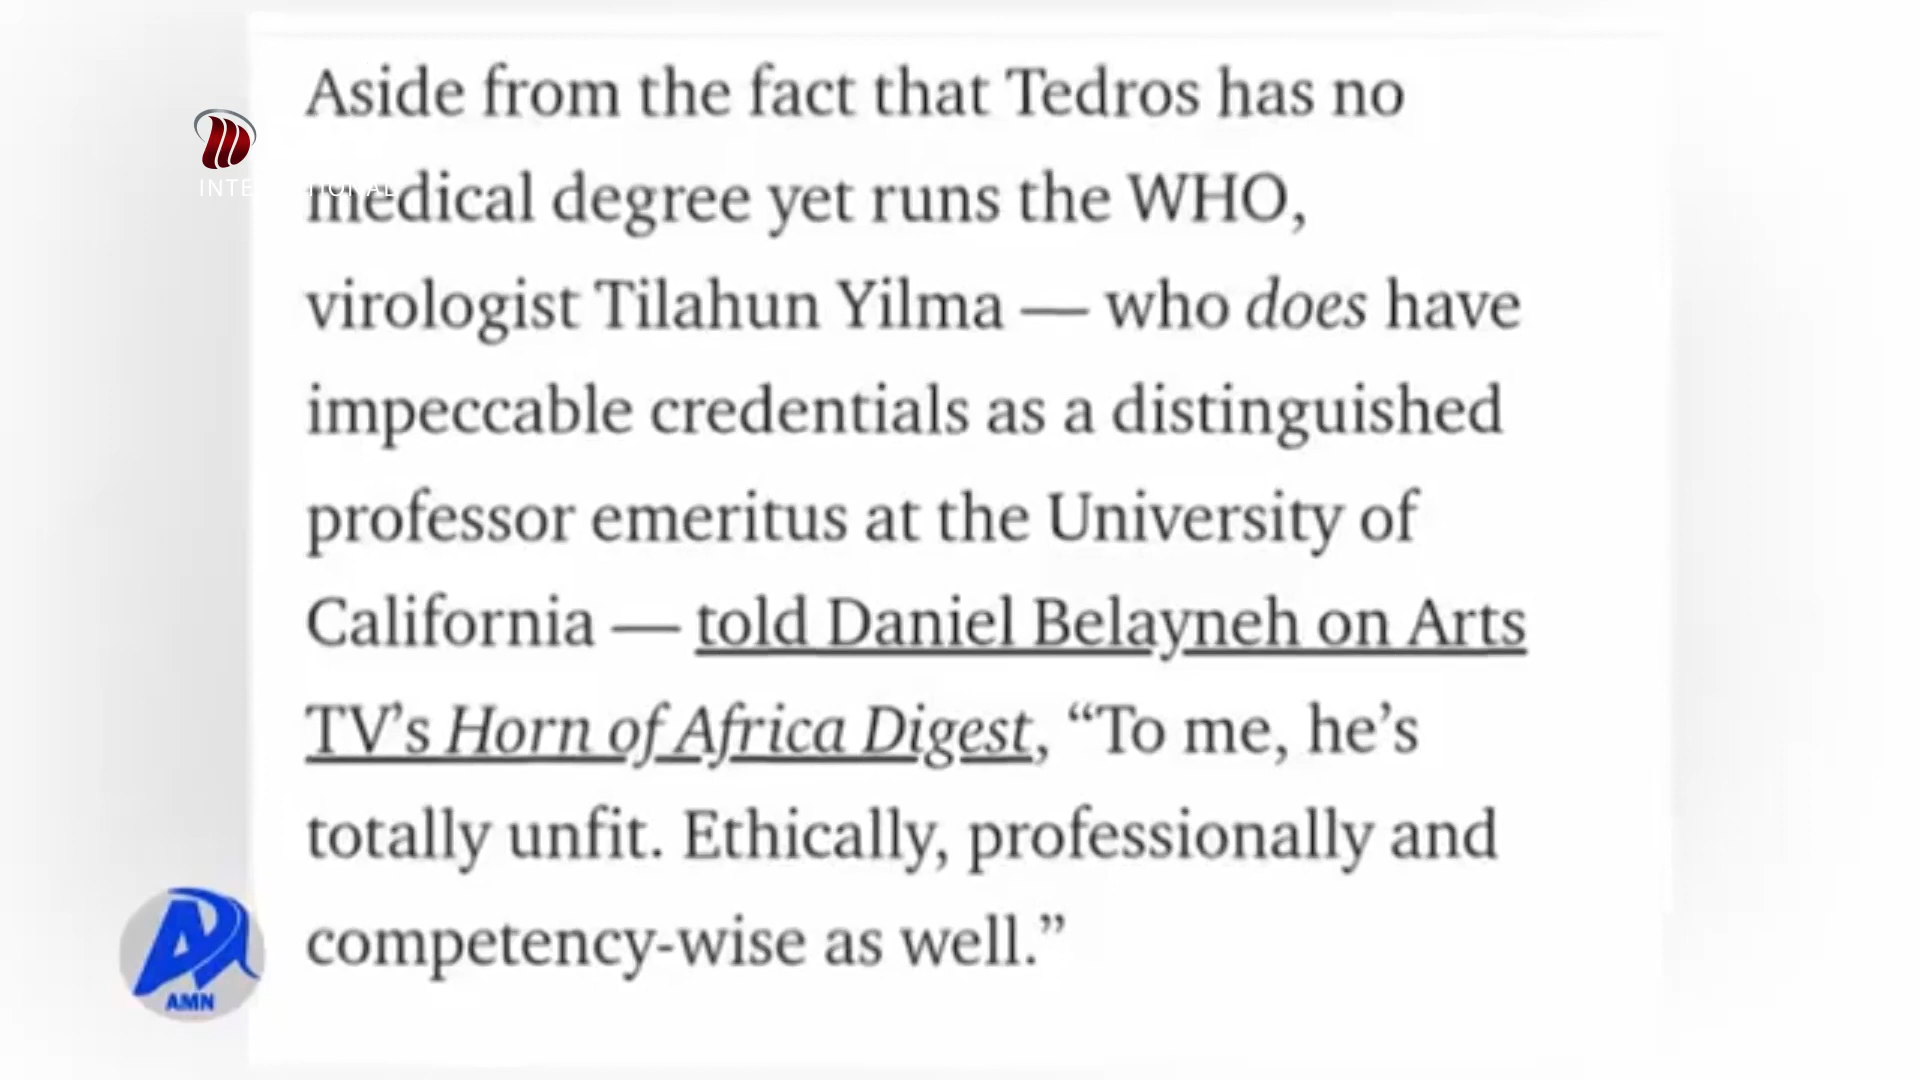 Aside from the fact that Tedros has no
medical degree yet runs the WHO,
virologist Tilahun Yilma — who does have
impeccable credentials as a distinguished
professor emeritus at the University of
California — told Daniel Belayneh on Arts
TV’s Horn of Africa Digest, “To me, he’s
totally unfit. Ethically, professionally and
competency-wise as well.”
AMN